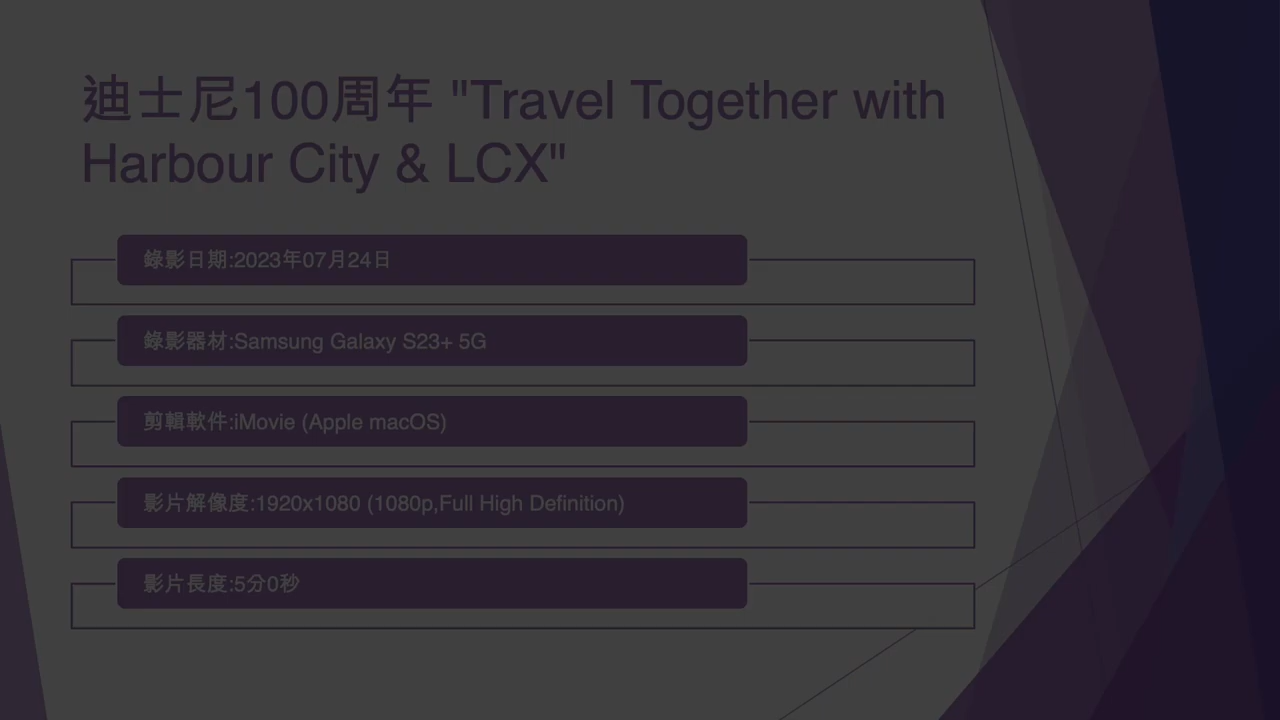 迪士尼100周年 "Travel Together with
Harbour City & LCX"
錄影日期:2023年07月24日
錄影器材:Samsung Galaxy S23+ 5G
剪輯軟件:iMovie (Apple macOS)
影片解像度:1920x1080 (1080p,Full High Definition)
影片長度:5分0秒